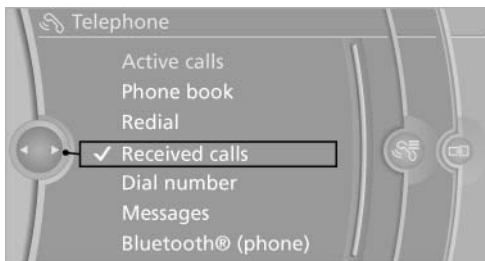 Telephone
Active calls
Phone book
Redial
✓ Received calls
Dial number
Messages
Bluetooth® (phone)